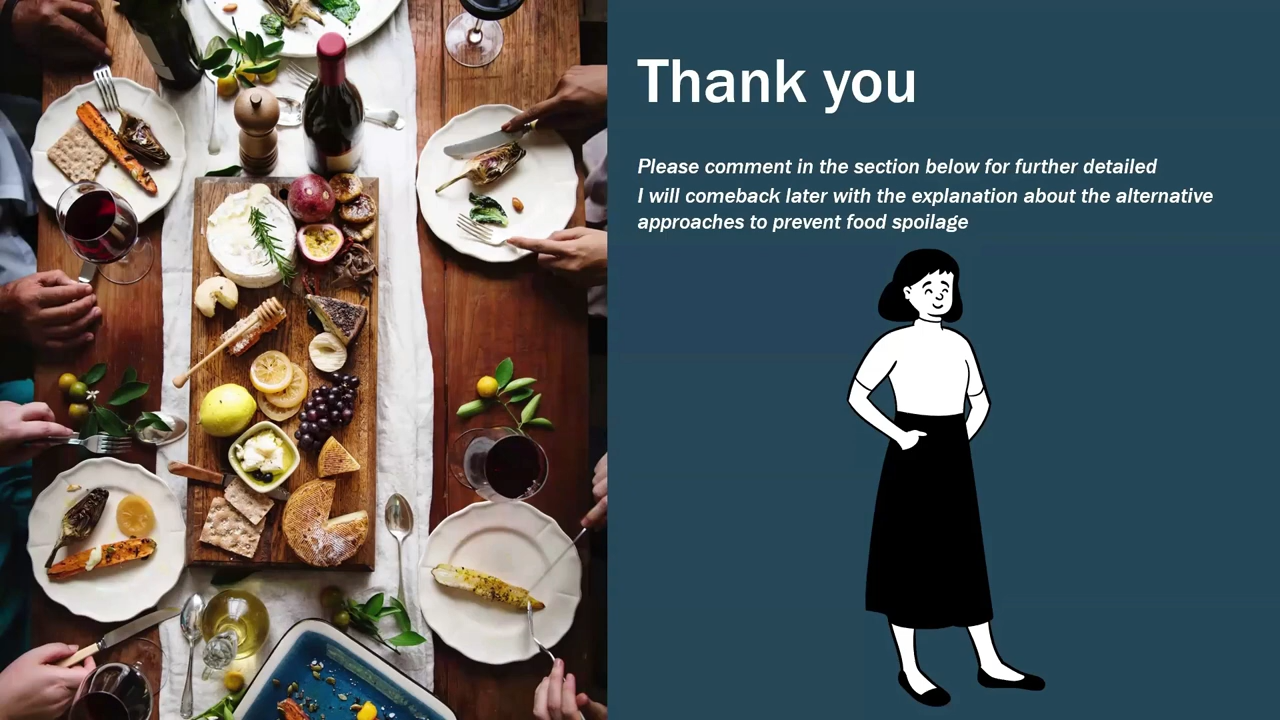 Thank you
Please comment in the section below for further detailed
I will comeback later with the explanation about the alternative
approaches to prevent food spoilage